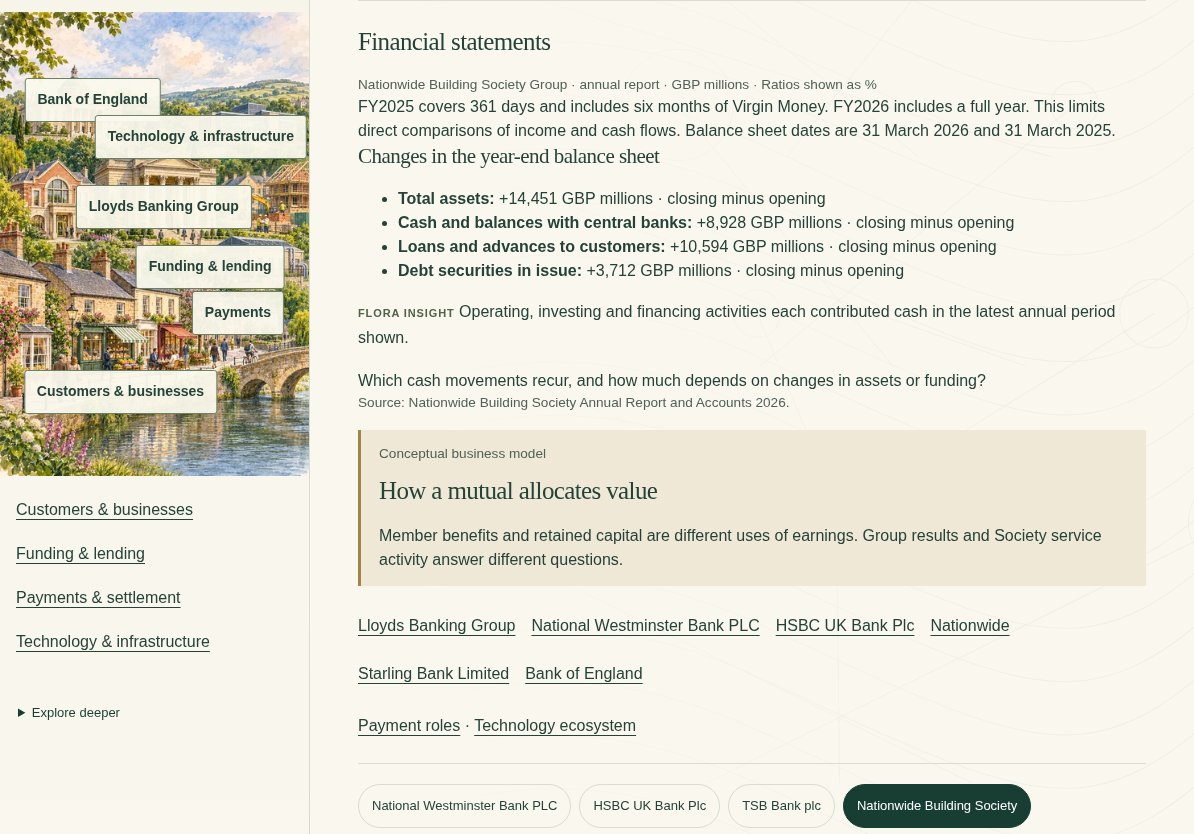 Bank of England
Technology & infrastructure
Lloyds Banking Group
Funding & lending
Payments
Customers & businesses
Customers & businesses
Funding & lending
Payments & settlement
Technology & infrastructure
▶ Explore deeper
Financial statements
Nationwide Building Society Group · annual report · GBP millions · Ratios shown as %
FY2025 covers 361 days and includes six months of Virgin Money. FY2026 includes a full year. This limits
direct comparisons of income and cash flows. Balance sheet dates are 31 March 2026 and 31 March 2025.
Changes in the year-end balance sheet
• Total assets: +14,451 GBP millions · closing minus opening
• Cash and balances with central banks: +8,928 GBP millions · closing minus opening
• Loans and advances to customers: +10,594 GBP millions · closing minus opening
• Debt securities in issue: +3,712 GBP millions · closing minus opening
FLORA INSIGHT Operating, investing and financing activities each contributed cash in the latest annual period
shown.
Which cash movements recur, and how much depends on changes in assets or funding?
Source: Nationwide Building Society Annual Report and Accounts 2026.
Conceptual business model
How a mutual allocates value
Member benefits and retained capital are different uses of earnings. Group results and Society service
activity answer different questions.
Lloyds Banking Group National Westminster Bank PLC HSBC UK Bank Plc Nationwide
Starling Bank Limited Bank of England
Payment roles · Technology ecosystem
National Westminster Bank PLC HSBC UK Bank Plc TSB Bank plc Nationwide Building Society